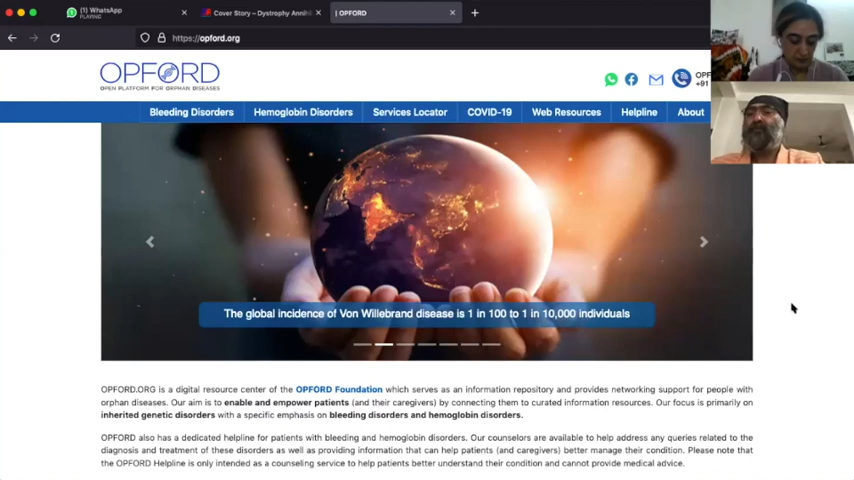 (1) WhatsApp
PLAYING
Cover Story – Dystrophy Annihil
| OPFORD
https://opford.org
OPFORD
OPEN PLATFORM FOR ORPHAN DISEASES
OPF
+91
Bleeding Disorders
Hemoglobin Disorders
Services Locator
COVID-19
Web Resources
Helpline
About
The global incidence of Von Willebrand disease is 1 in 100 to 1 in 10,000 individuals
OPFORD.ORG is a digital resource center of the OPFORD Foundation which serves as an information repository and provides networking support for people with
orphan diseases. Our aim is to enable and empower patients (and their caregivers) by connecting them to curated information resources. Our focus is primarily on
inherited genetic disorders with a specific emphasis on bleeding disorders and hemoglobin disorders.
OPFORD also has a dedicated helpline for patients with bleeding and hemoglobin disorders. Our counselors are available to help address any queries related to the
diagnosis and treatment of these disorders as well as providing information that can help patients (and caregivers) better manage their condition. Please note that
the OPFORD Helpline is only intended as a counseling service to help patients better understand their condition and cannot provide medical advice.